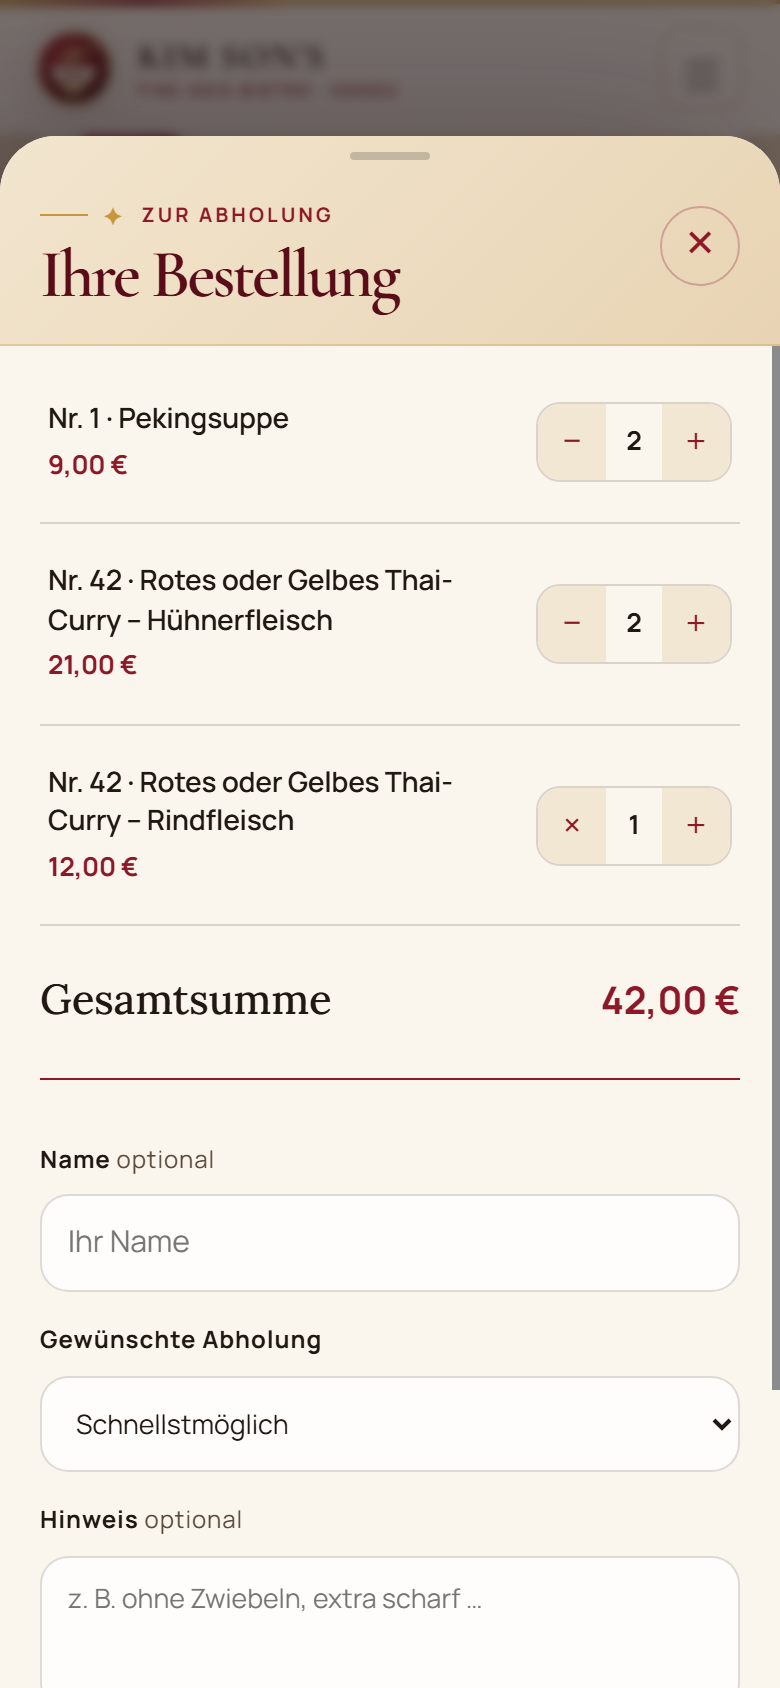 KIM SON'S
ZUR ABHOLUNG
Ihre Bestellung
Nr. 1 · Pekingsuppe
9,00 €
− 2 +
Nr. 42 · Rotes oder Gelbes Thai-
Curry – Hühnerfleisch
21,00 €
− 2 +
Nr. 42 · Rotes oder Gelbes Thai-
Curry – Rindfleisch
12,00 €
× 1 +
Gesamtsumme 42,00 €
Name optional
Ihr Name
Gewünschte Abholung
Schnellstmöglich
Hinweis optional
z. B. ohne Zwiebeln, extra scharf ...